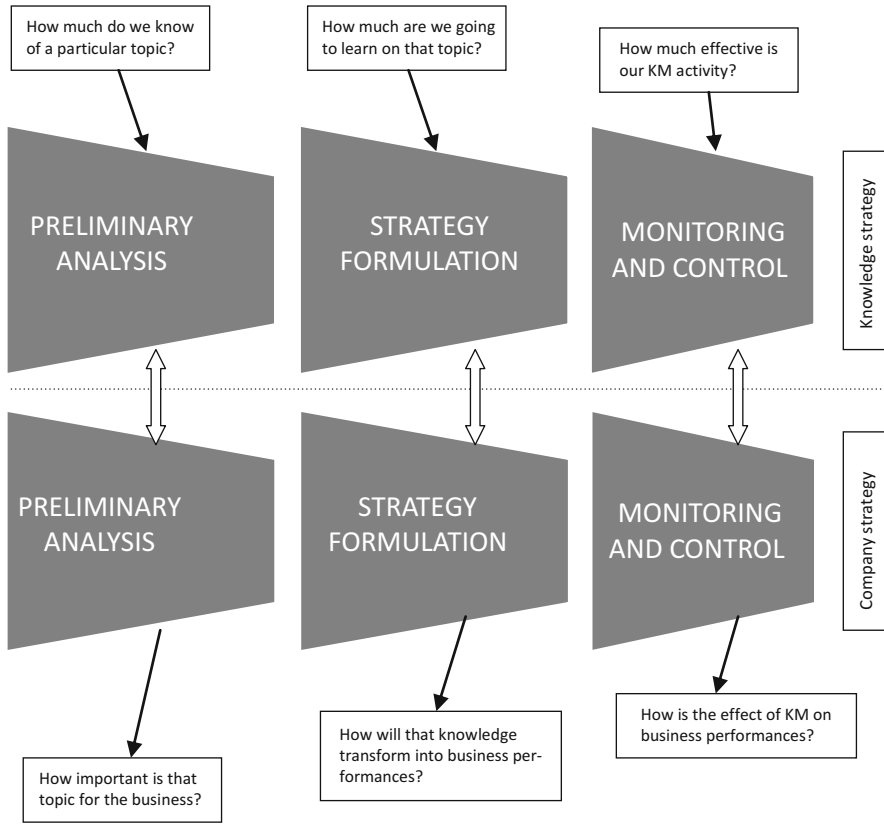 How much do we know
of a particular topic?
How much are we going
to learn on that topic?
How much effective is
our KM activity?
PRELIMINARY
ANALYSIS
STRATEGY
FORMULATION
MONITORING
AND CONTROL
Knowledge strategy
PRELIMINARY
ANALYSIS
STRATEGY
FORMULATION
MONITORING
AND CONTROL
Company strategy
How important is that
topic for the business?
How will that knowledge
transform into business per-
formances?
How is the effect of KM on
business performances?